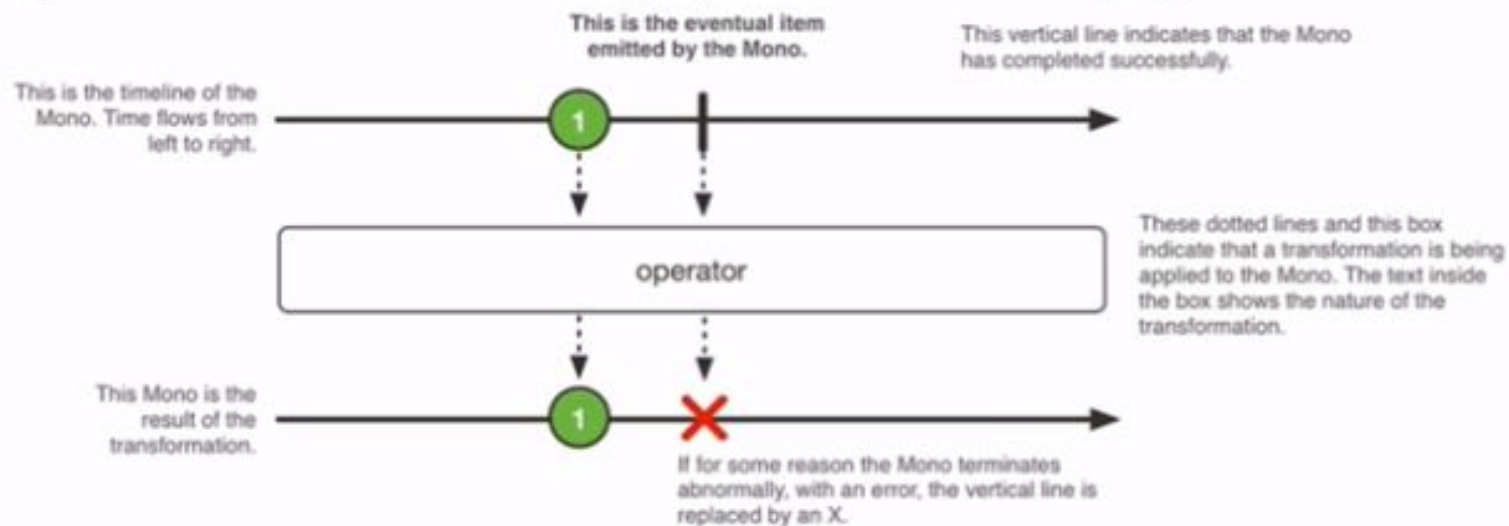 This is the eventual item
emitted by the Mono.
This vertical line indicates that the Mono
has completed successfully.
This is the timeline of the
Mono. Time flows from
left to right.
1
operator
These dotted lines and this box
indicate that a transformation is being
applied to the Mono. The text inside
the box shows the nature of the
transformation.
This Mono is the
result of the
transformation.
1
If for some reason the Mono terminates
abnormally, with an error, the vertical line is
replaced by an X.